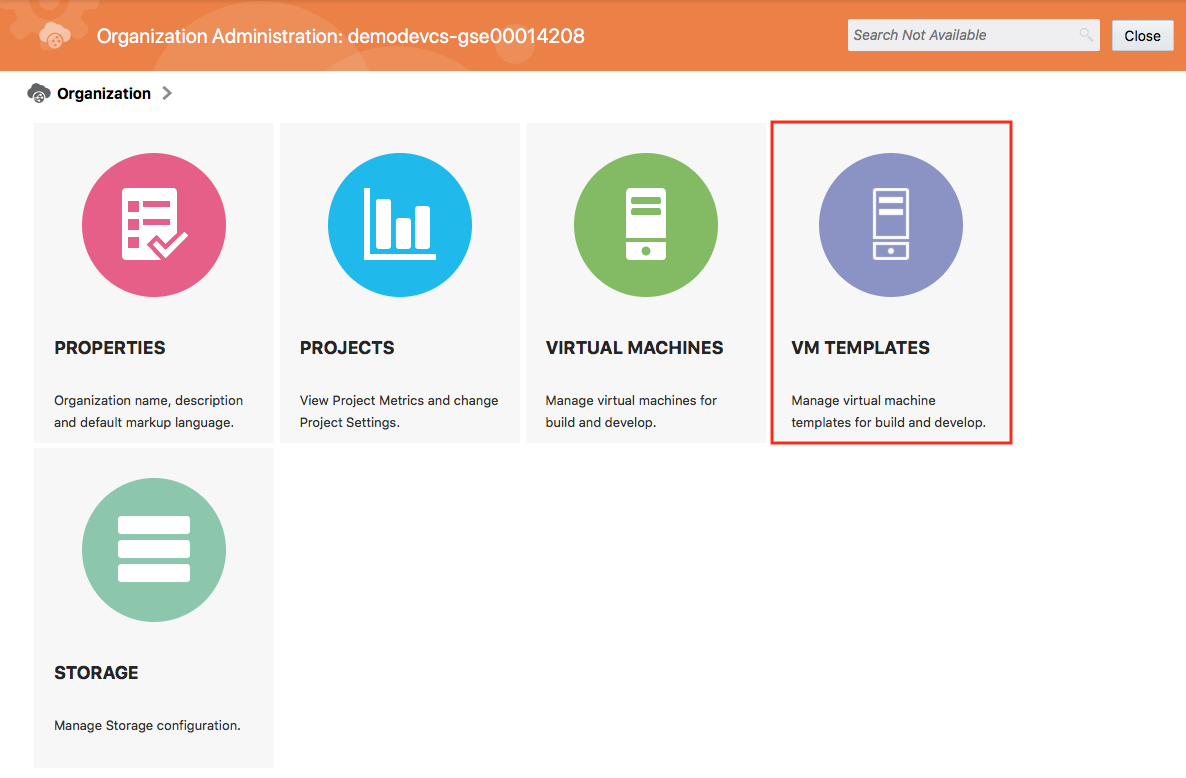 Organization Administration: demodevcs-gse00014208
Search Not Available
Close
Organization
PROPERTIES
Organization name, description
and default markup language.
PROJECTS
View Project Metrics and change
Project Settings.
VIRTUAL MACHINES
Manage virtual machines for
build and develop.
VM TEMPLATES
Manage virtual machine
templates for build and develop.
STORAGE
Manage Storage configuration.